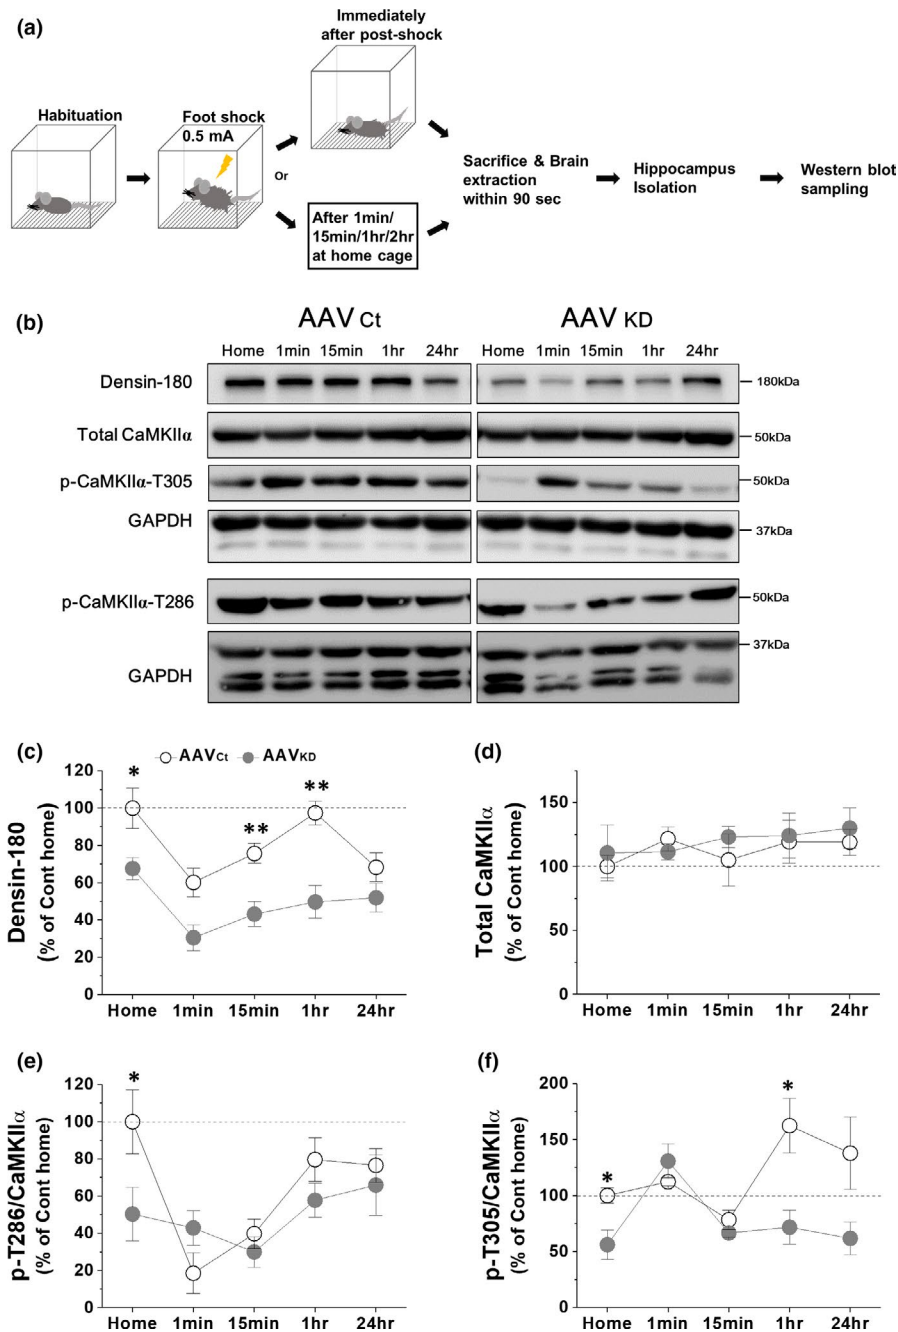 (a)
Immediately
after post-shock
Habituation
Foot shock
0.5 mA
Or
After 1min/
15min/1hr/2hr
at home cage
Sacrifice & Brain
extraction
within 90 sec
Hippocampus
Isolation
Western blot
sampling
(b)
AAV Ct
AAV KD
Home 1min 15min 1hr 24hr
Home 1min 15min 1hr 24hr
Densin-180
180kDa
Total CaMKIIα
50kDa
p-CaMKIIα-T305
50kDa
GAPDH
37kDa
p-CaMKIIα-T286
50kDa
37kDa
GAPDH
(c)
AAVCt AAVKD
Densin-180
(% of Cont home)
120
100
80
60
40
20
0
*
**
**
Home 1min 15min 1hr 24hr
(d)
Total CaMKIIα
(% of Cont home)
150
100
50
0
Home 1min 15min 1hr 24hr
(e)
p-T286/CaMKIIα
(% of Cont home)
120
100
80
60
40
20
0
*
Home 1min 15min 1hr 24hr
(f)
p-T305/CaMKIIα
(% of Cont home)
200
150
100
50
0
*
*
Home 1min 15min 1hr 24hr